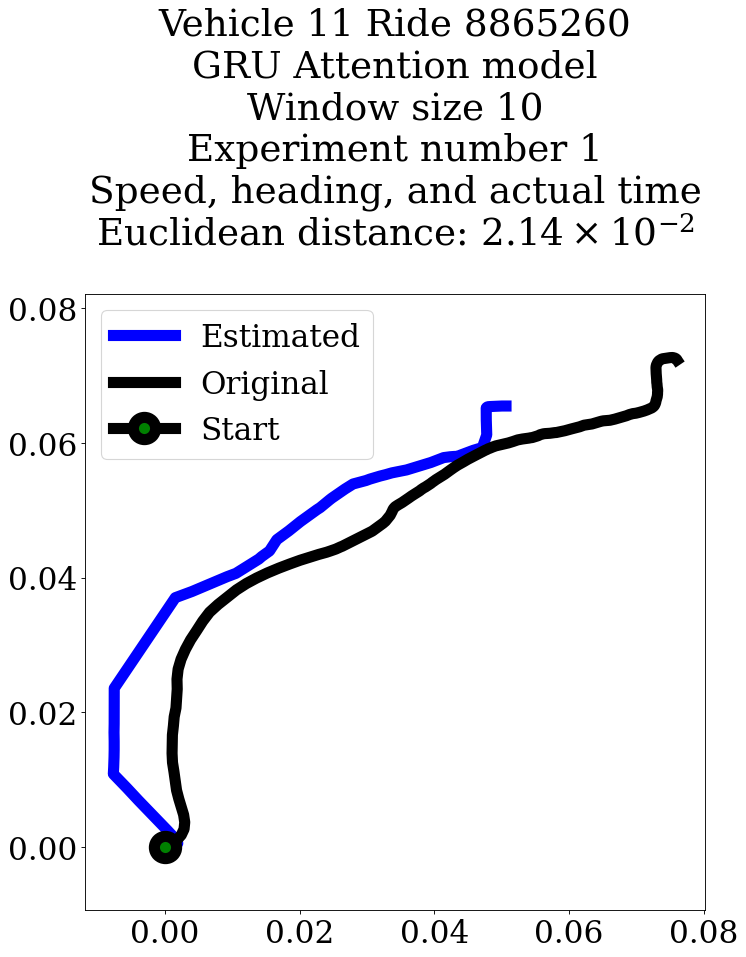 Vehicle 11 Ride 8865260
GRU Attention model
Window size 10
Experiment number 1
Speed, heading, and actual time
Euclidean distance: 2.14 × 10⁻²
Estimated
Original
Start
0.08
0.06
0.04
0.02
0.00
0.00 0.02 0.04 0.06 0.08